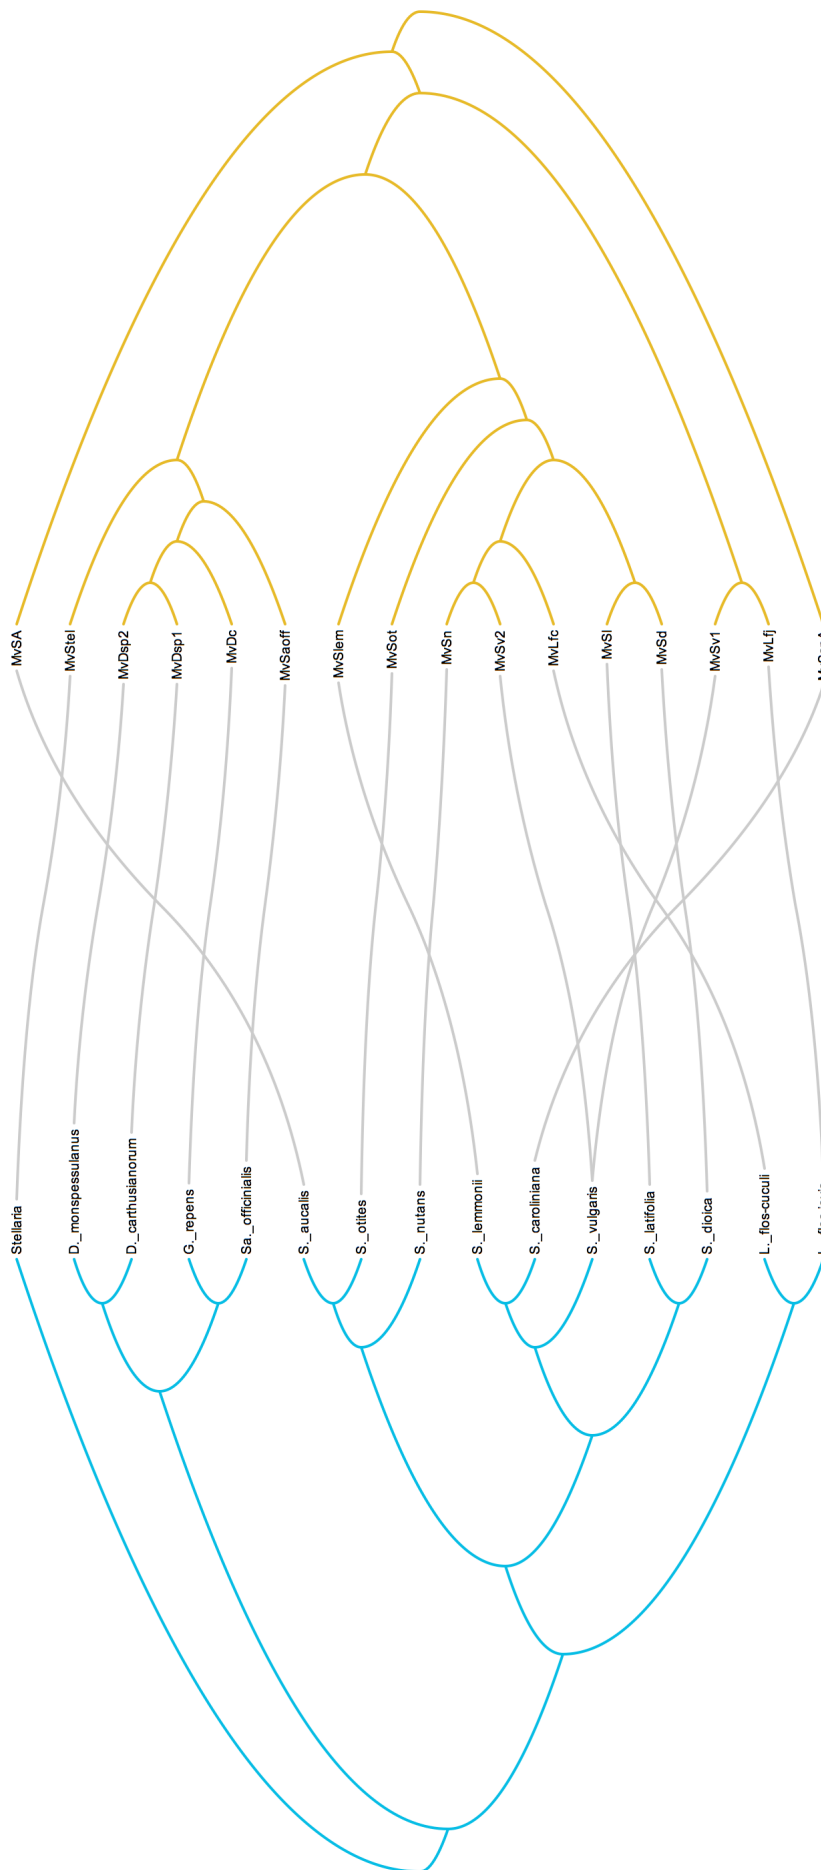 MvSA
MvStel
MvDsp2
MvDsp1
MvDc
MvSaoff
MvSlem
MvSot
MvSn
MvSv2
MvLfc
MvSl
MvSd
MvSv1
MvLfj
Stellaria
D._monspessulanus
D._carthusianorum
G._repens
Sa._officinialis
S._aucalis
S._otites
S._nutans
S._lemmonii
S._caroliniana
S._vulgaris
S._latifolia
S._dioica
L._flos-cuculi